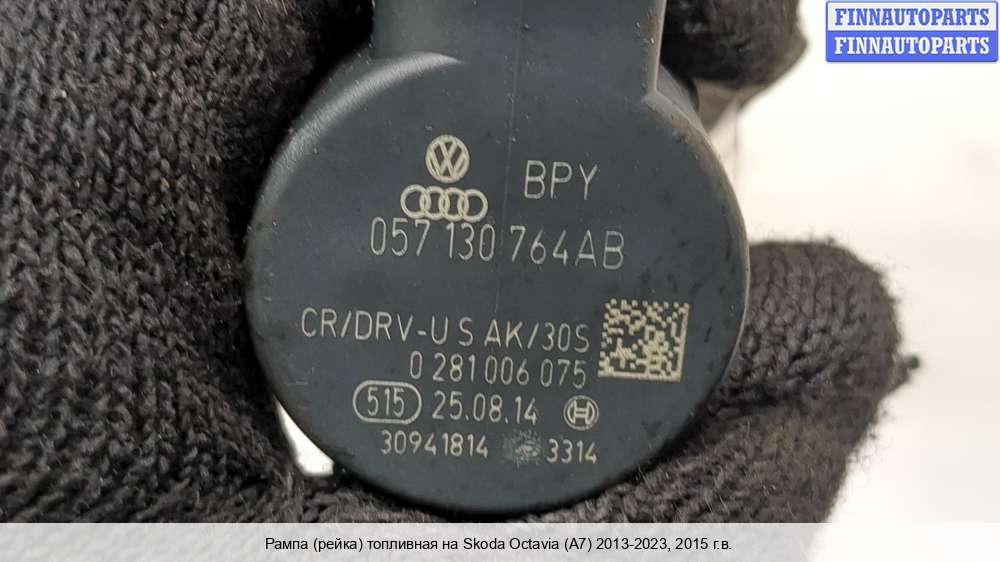 FINNAUTOPARTS
FINNAUTOPARTS
BPY
057 130 764AB
CR/DRV-U S AK/30S
0 281 006 075
515 25.08.14
30941814 3314
Рампа (рейка) топливная на Skoda Octavia (A7) 2013-2023, 2015 г.в.